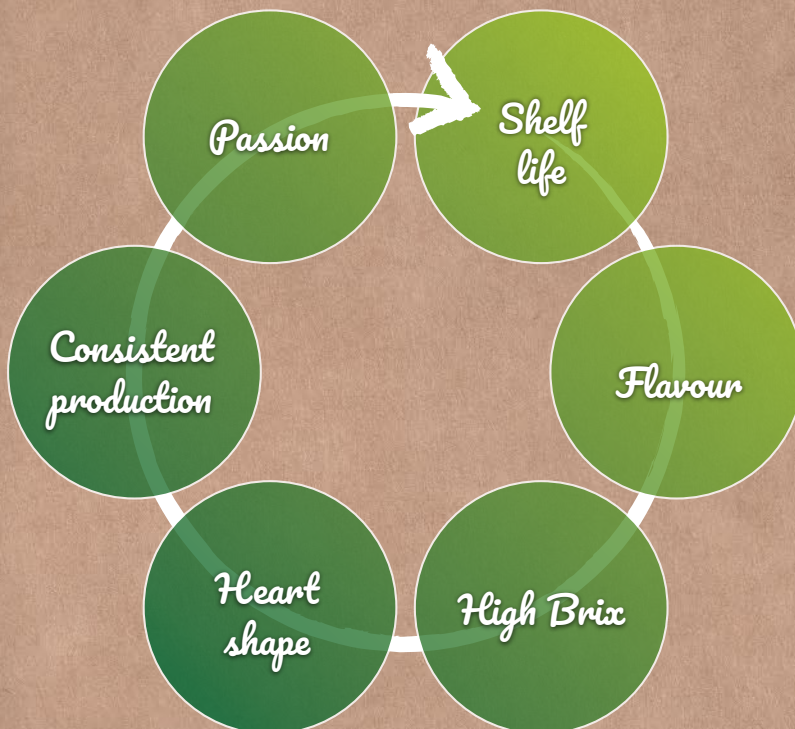 Passion
Shelf
life
Consistent
production
Flavour
Heart
shape
High Brix